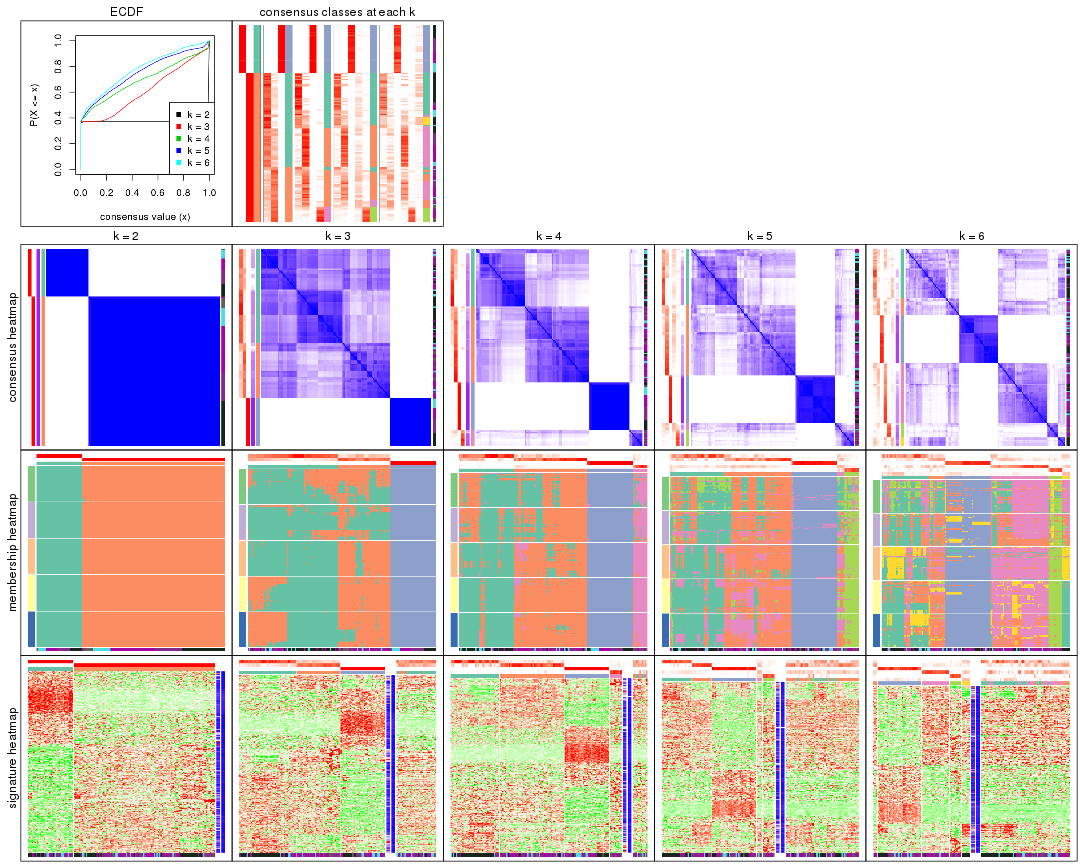 ECDF
consensus classes at each k
P(X <= x)
0.0 0.2 0.4 0.6 0.8 1.0
k = 2
k = 3
k = 4
k = 5
k = 6
0.0 0.2 0.4 0.6 0.8 1.0
consensus value (x)
k = 2
k = 3
k = 4
k = 5
k = 6
consensus heatmap
membership heatmap
signature heatmap